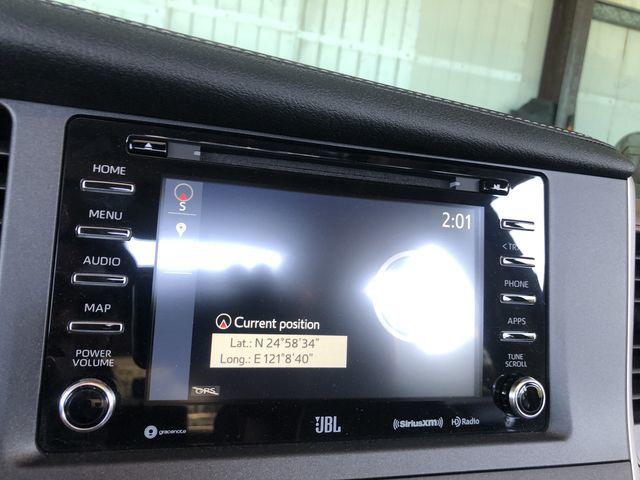 HOME
S
2:01
MENU
< TR
AUDIO
PHONE
MAP
Current position
APPS
Lat.: N 24°58'34"
Long.: E 121°8'40"
POWER
VOLUME
TUNE
SCROLL
GPS
gracenote
JBL
((SiriusXM))
HD Radio